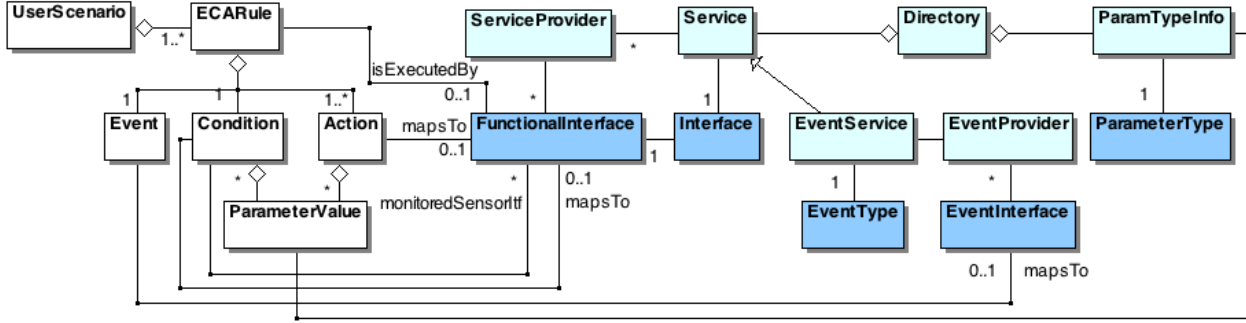 UserScenario
ECARule
ServiceProvider
Service
Directory
ParamTypeInfo
1..*
*
isExecutedBy
0..1
*
1
1
1
1
1..*
Event
Condition
Action
mapsTo
0..1
FunctionalInterface
1
Interface
EventService
EventProvider
ParameterType
*
*
*
0..1
1
*
ParameterValue
monitoredSensorItf
mapsTo
EventType
EventInterface
0..1
mapsTo